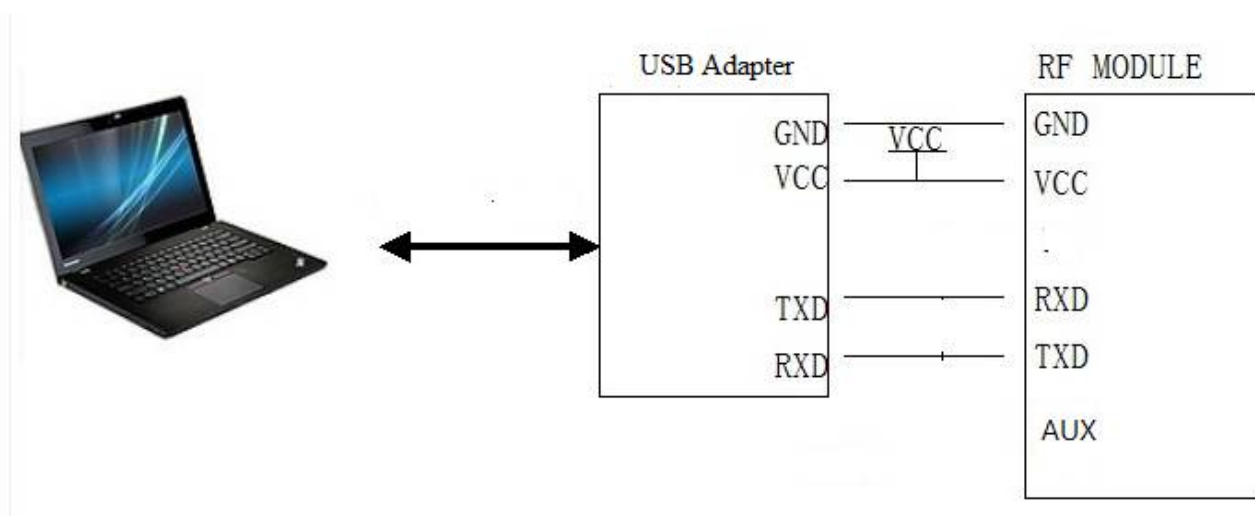 USB Adapter
RF MODULE
GND
VCC
GND
VCC
VCC
TXD
RXD
RXD
TXD
AUX